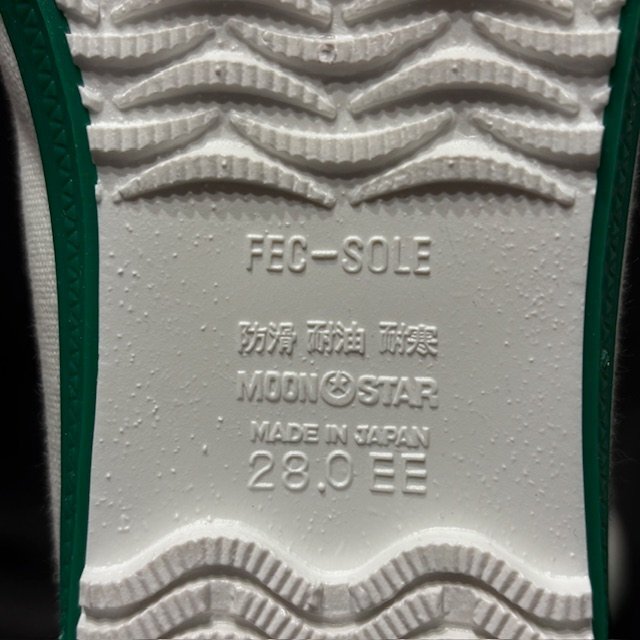 FEC-SOLE
防滑 耐油 耐寒
MOON STAR
MADE IN JAPAN
28.0 EE